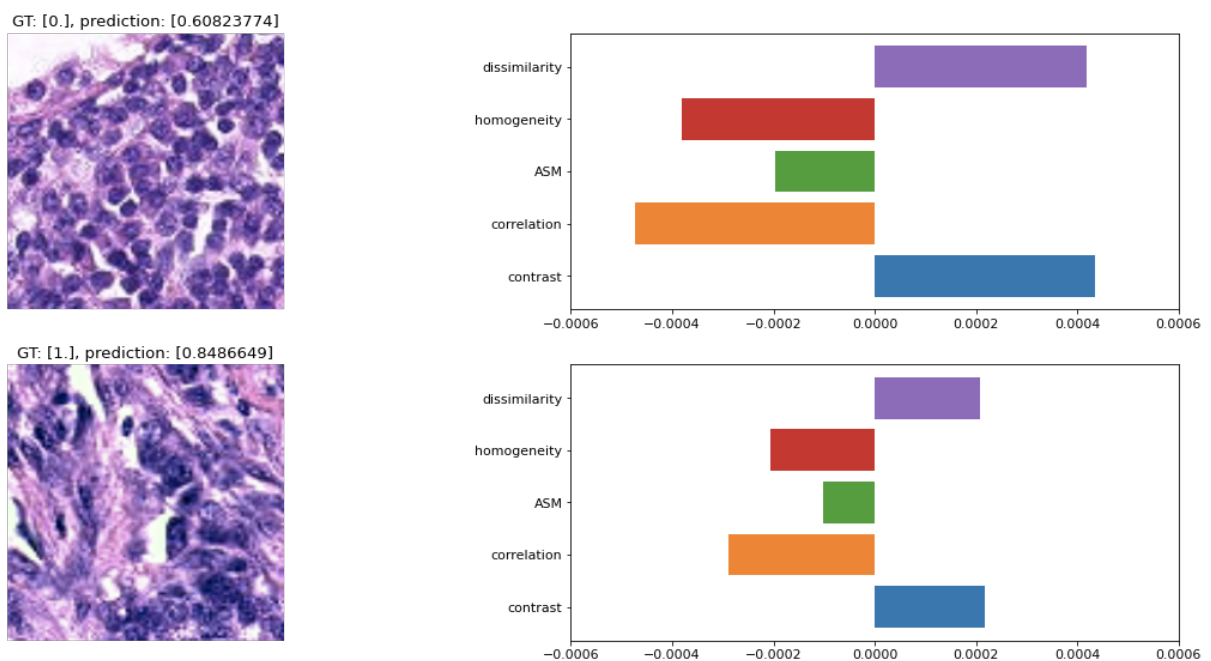 GT: [0.], prediction: [0.60823774]
dissimilarity
homogeneity
ASM
correlation
contrast
−0.0006 −0.0004 −0.0002 0.0000 0.0002 0.0004 0.0006
GT: [1.], prediction: [0.8486649]
dissimilarity
homogeneity
ASM
correlation
contrast
−0.0006 −0.0004 −0.0002 0.0000 0.0002 0.0004 0.0006